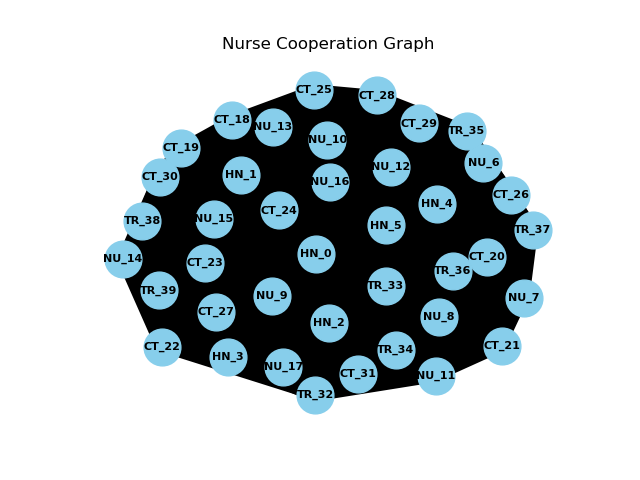 Nurse Cooperation Graph
CT_25
CT_28
CT_18
NU_13
CT_29
TR_35
NU_10
CT_19
NU_6
NU_12
CT_30
HN_1
NU_16
CT_26
HN_4
CT_24
TR_38
NU_15
HN_5
TR_37
HN_0
CT_20
NU_14
CT_23
TR_36
TR_39
TR_33
NU_9
NU_7
CT_27
NU_8
HN_2
CT_22
CT_21
TR_34
HN_3
NU_17
CT_31
NU_11
TR_32